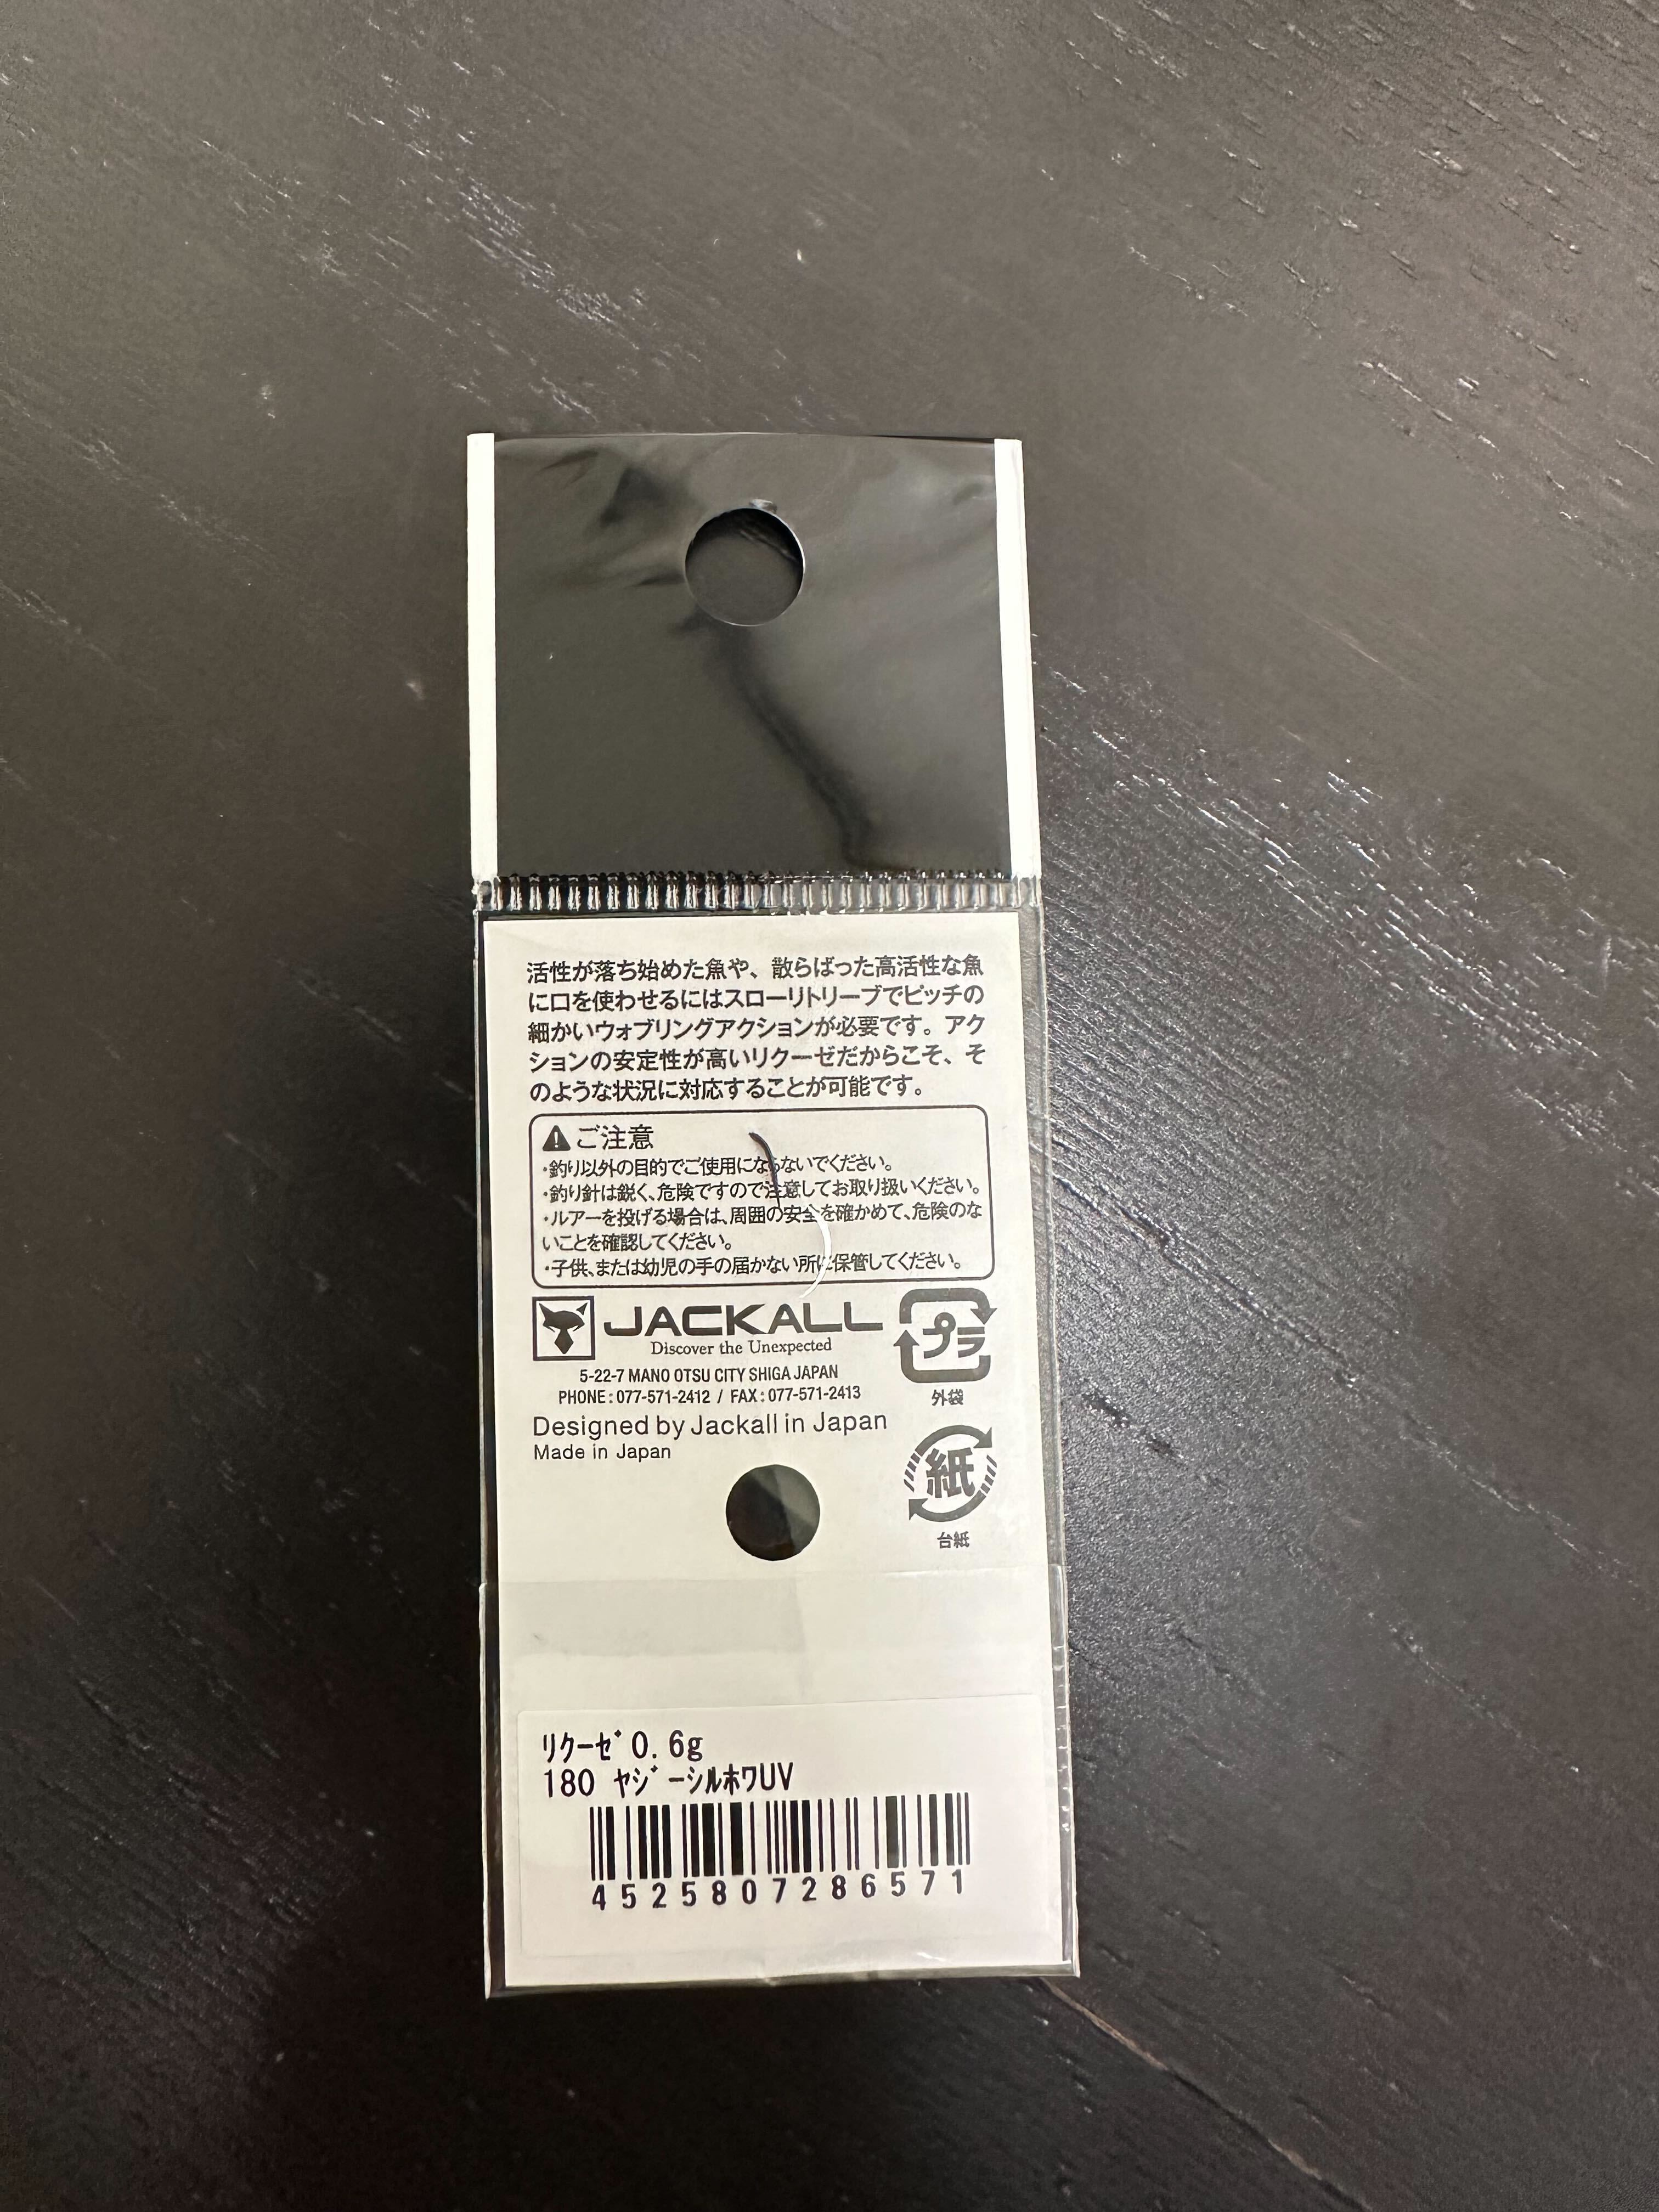 活性が落ち始めた魚や、散らばった高活性な魚
に口を使わせるにはスローリトリーブでピッチの
細かいウォブリングアクションが必要です。アク
ションの安定性が高いリクーゼだからこそ、そ
のような状況に対応することが可能です。
ご注意
・釣り以外の目的でご使用にならないでください。
・釣り針は鋭く、危険ですので注意してお取り扱いください。
・ルアーを投げる場合は、周囲の安全を確かめて、危険のな
いことを確認してください。
・子供、または幼児の手の届かない所に保管してください。
JACKALL
Discover the Unexpected
5-22-7 MANO OTSU CITY SHIGA JAPAN
PHONE:077-571-2412 / FAX:077-571-2413
Designed by Jackall in Japan
Made in Japan
プラ
外袋
紙
台紙
ﾘｸｰｾﾞ0.6g
180 ﾔｼﾞｰｼﾙﾎﾜUV
4525807286571